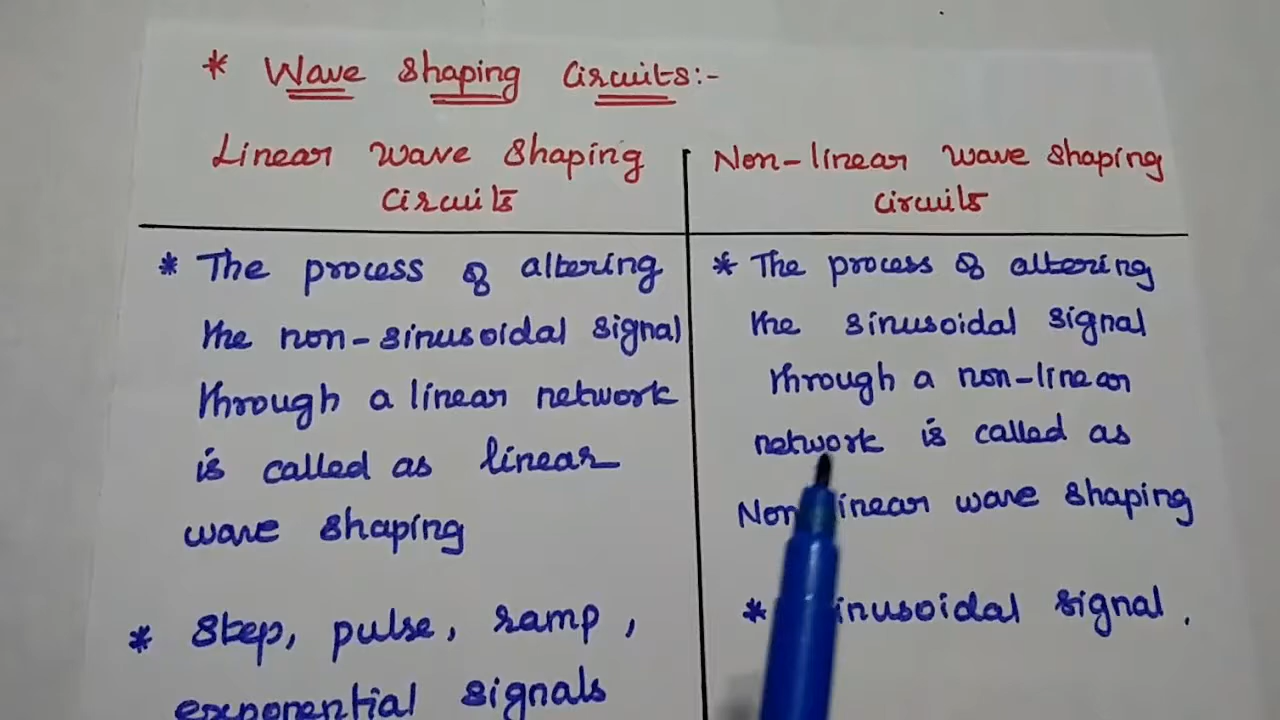 * Wave shaping Circuits:-
Linear wave shaping
circuits
* The process of altering
the non-sinusoidal signal
through a linear network
is called as linear
wave shaping
* Step, pulse, ramp,
exponential signals
Non-linear wave shaping
circuits
* The process of altering
the sinusoidal signal
through a non-linear
network is called as
Non linear wave shaping
* inusoidal signal.